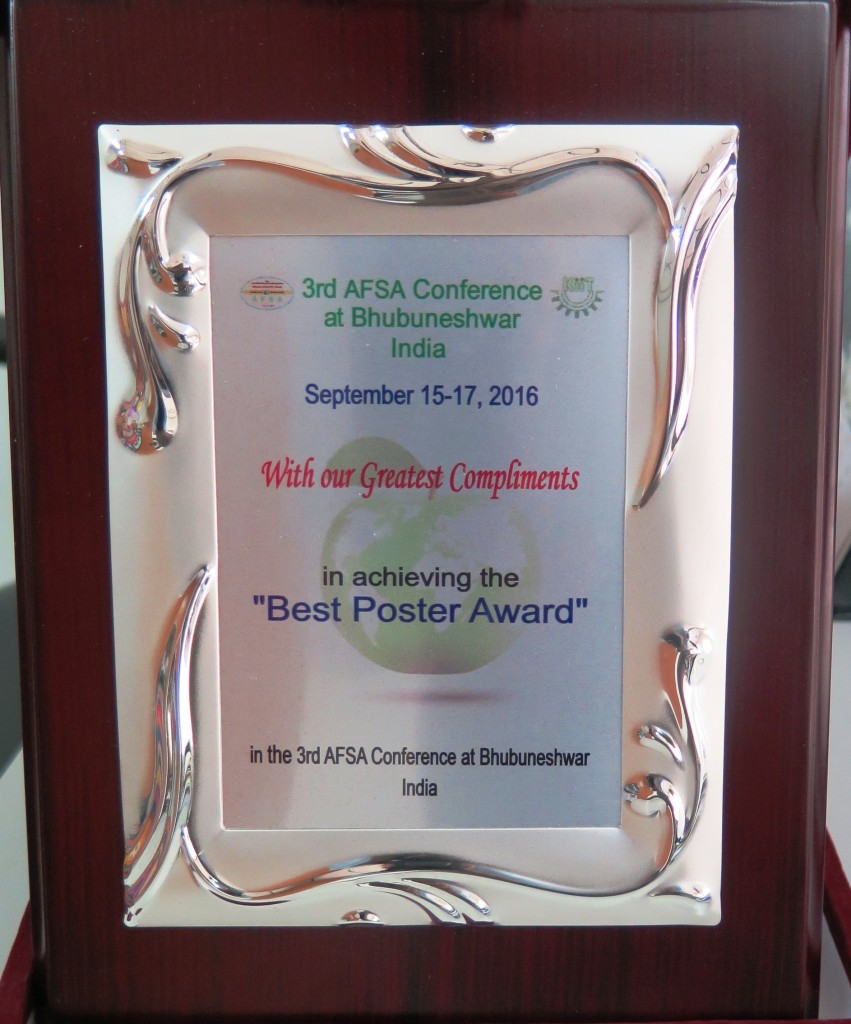 3rd AFSA Conference
at Bhubuneshwar
India
September 15-17, 2016
With our Greatest Compliments
in achieving the
"Best Poster Award"
in the 3rd AFSA Conference at Bhubuneshwar
India